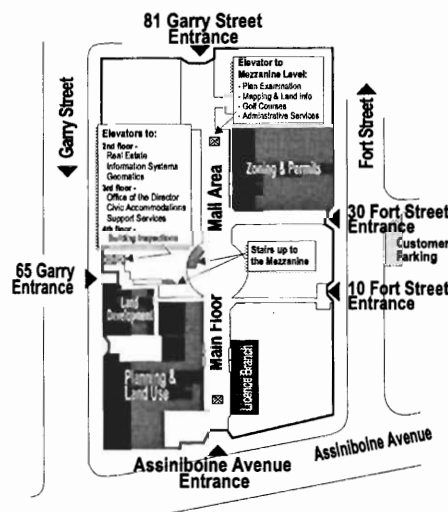 81 Garry Street
Entrance
Elevator to
Mezzanine Level:
- Plan Examination
- Mapping & Land Info
- Golf Courses
- Adminstrative Services
Garry Street
Fort Street
Elevators to:
2nd floor -
Real Estate
Information Systems
Geomatics
3rd floor -
Office of the Director
Civic Accommodations
Support Services
4th floor -
Building Inspections
Mall Area
Zoning & Permits
30 Fort Street
Entrance
Customer
Parking
Stairs up to
the Mezzanine
65 Garry
Entrance
10 Fort Street
Entrance
Land
Development
Main Floor
Planning &
Land Use
Licence Branch
Assiniboine Avenue
Entrance
Assiniboine Avenue